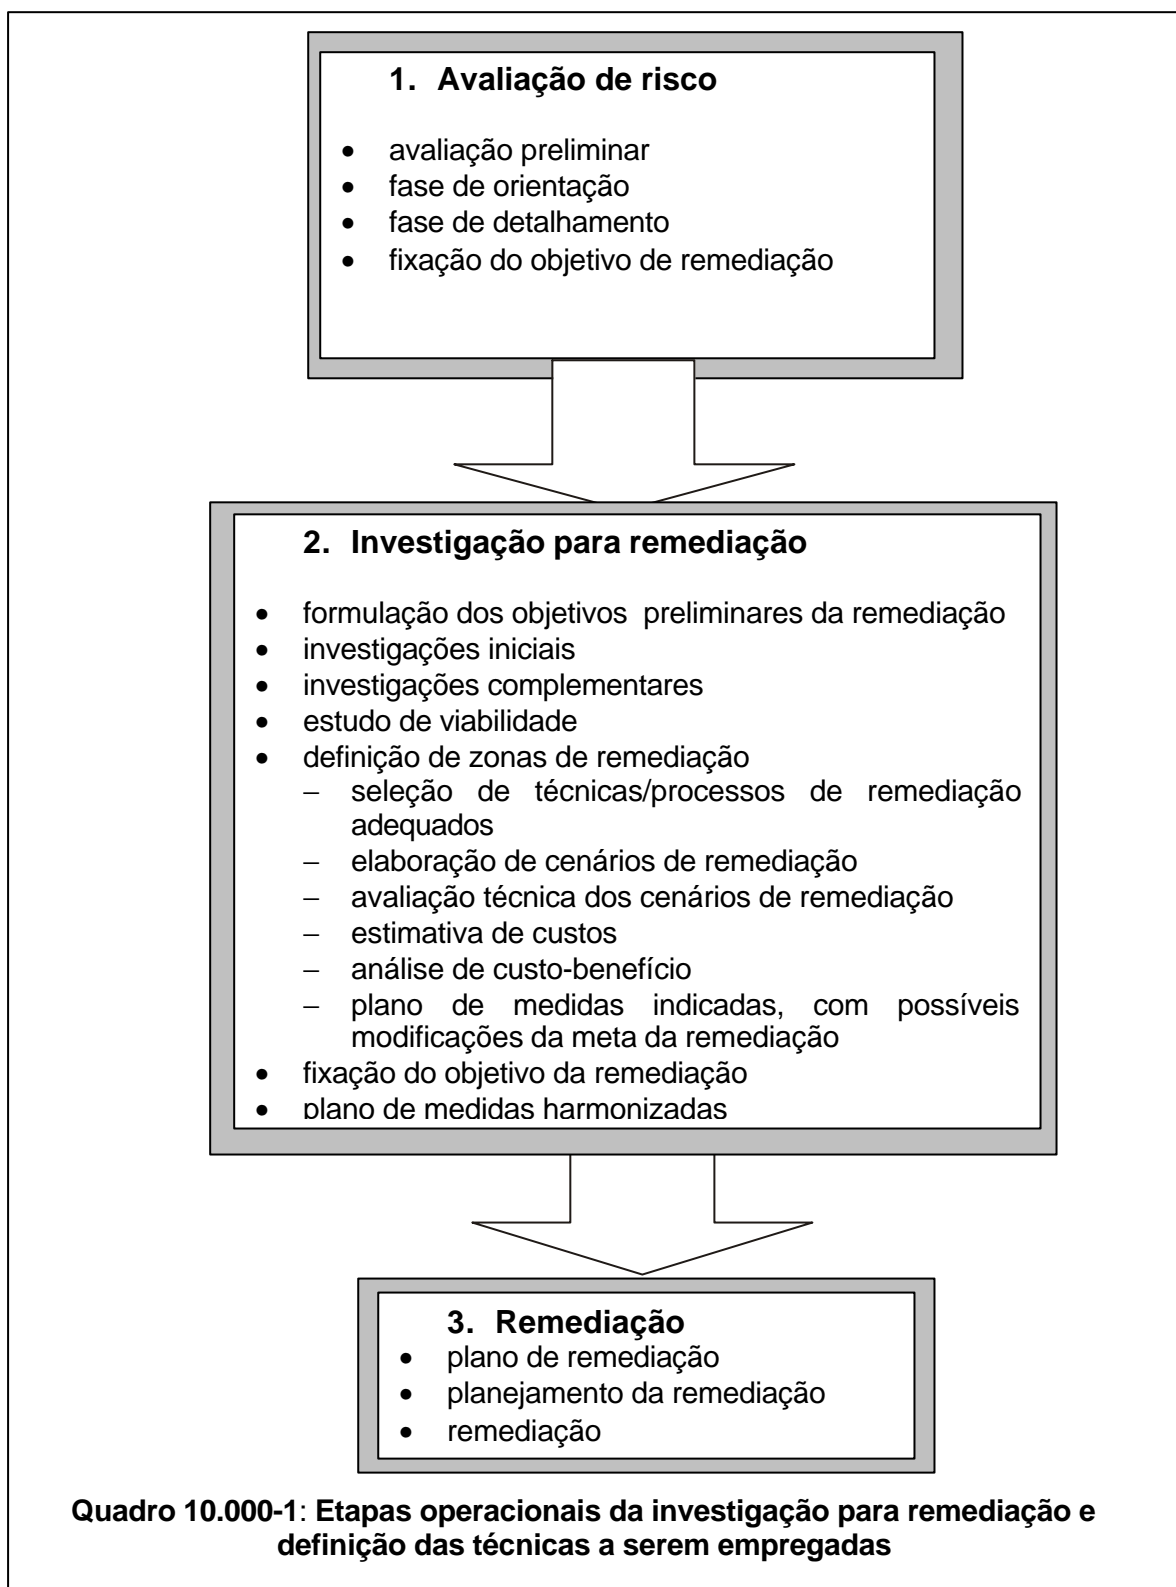 1. Avaliação de risco
• avaliação preliminar
• fase de orientação
• fase de detalhamento
• fixação do objetivo de remediação
2. Investigação para remediação
• formulação dos objetivos preliminares da remediação
• investigações iniciais
• investigações complementares
• estudo de viabilidade
• definição de zonas de remediação
– seleção de técnicas/processos de remediação
adequados
– elaboração de cenários de remediação
– avaliação técnica dos cenários de remediação
– estimativa de custos
– análise de custo-benefício
– plano de medidas indicadas, com possíveis
modificações da meta da remediação
• fixação do objetivo da remediação
• plano de medidas harmonizadas
3. Remediação
• plano de remediação
• planejamento da remediação
• remediação
Quadro 10.000-1: Etapas operacionais da investigação para remediação e
definição das técnicas a serem empregadas